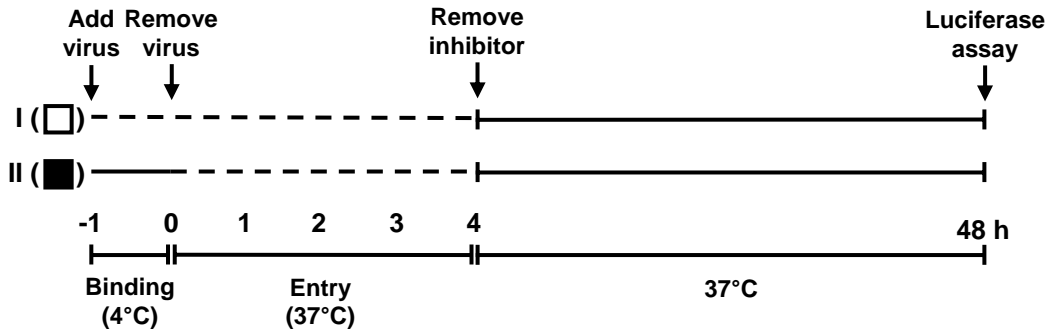 Add Remove
virus virus
Remove
inhibitor
Luciferase
assay
I (□)
II (■)
-1 0 1 2 3 4 48 h
Binding
(4°C)
Entry
(37°C)
37°C